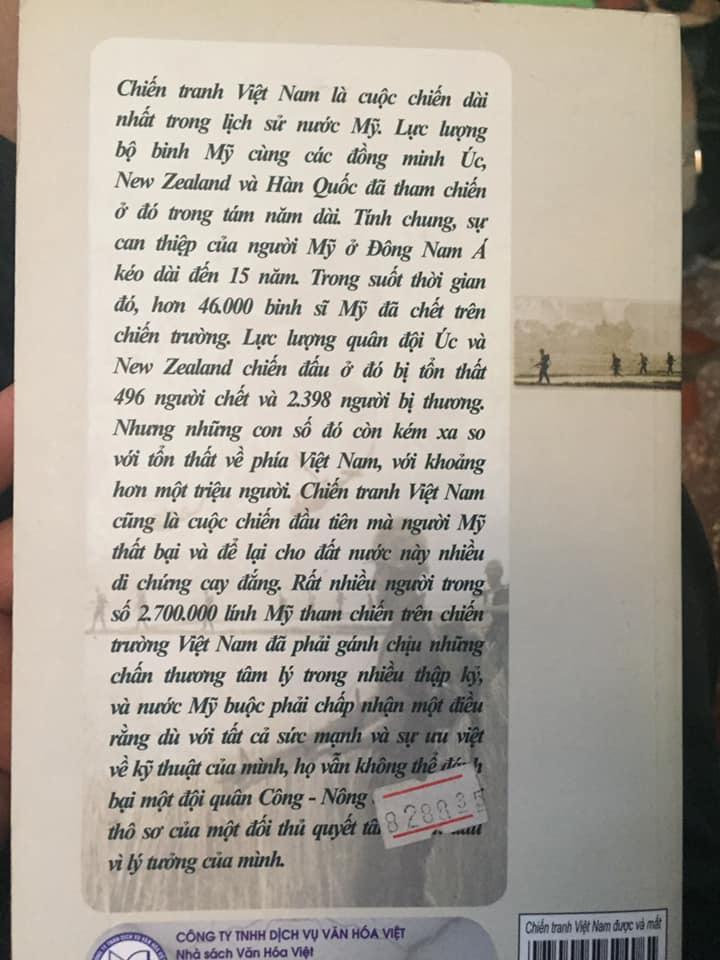 Chiến tranh Việt Nam là cuộc chiến dài
nhất trong lịch sử nước Mỹ. Lực lượng
bộ binh Mỹ cùng các đồng minh Úc,
New Zealand và Hàn Quốc đã tham chiến
ở đó trong tám năm dài. Tính chung, sự
can thiệp của người Mỹ ở Đông Nam Á
kéo dài đến 15 năm. Trong suốt thời gian
đó, hơn 46.000 binh sĩ Mỹ đã chết trên
chiến trường. Lực lượng quân đội Úc và
New Zealand chiến đấu ở đó bị tổn thất
496 người chết và 2.398 người bị thương.
Nhưng những con số đó còn kém xa so
với tổn thất về phía Việt Nam, với khoảng
hơn một triệu người. Chiến tranh Việt Nam
cũng là cuộc chiến đầu tiên mà người Mỹ
thất bại và để lại cho đất nước này nhiều
di chứng cay đắng. Rất nhiều người trong
số 2.700.000 lính Mỹ tham chiến trên chiến
trường Việt Nam đã phải gánh chịu những
chấn thương tâm lý trong nhiều thập kỷ,
và nước Mỹ buộc phải chấp nhận một điều
rằng dù với tất cả sức mạnh và sự ưu việt
về kỹ thuật của mình, họ vẫn không thể
bại một đội quân Công - Nông
thô sơ của một đối thủ quyết
vì lý tưởng của mình.
828835
CÔNG TY TNHH DỊCH VỤ VĂN HÓA VIỆT
Nhà sách Văn Hóa Việt
Chiến tranh Việt Nam được và mất